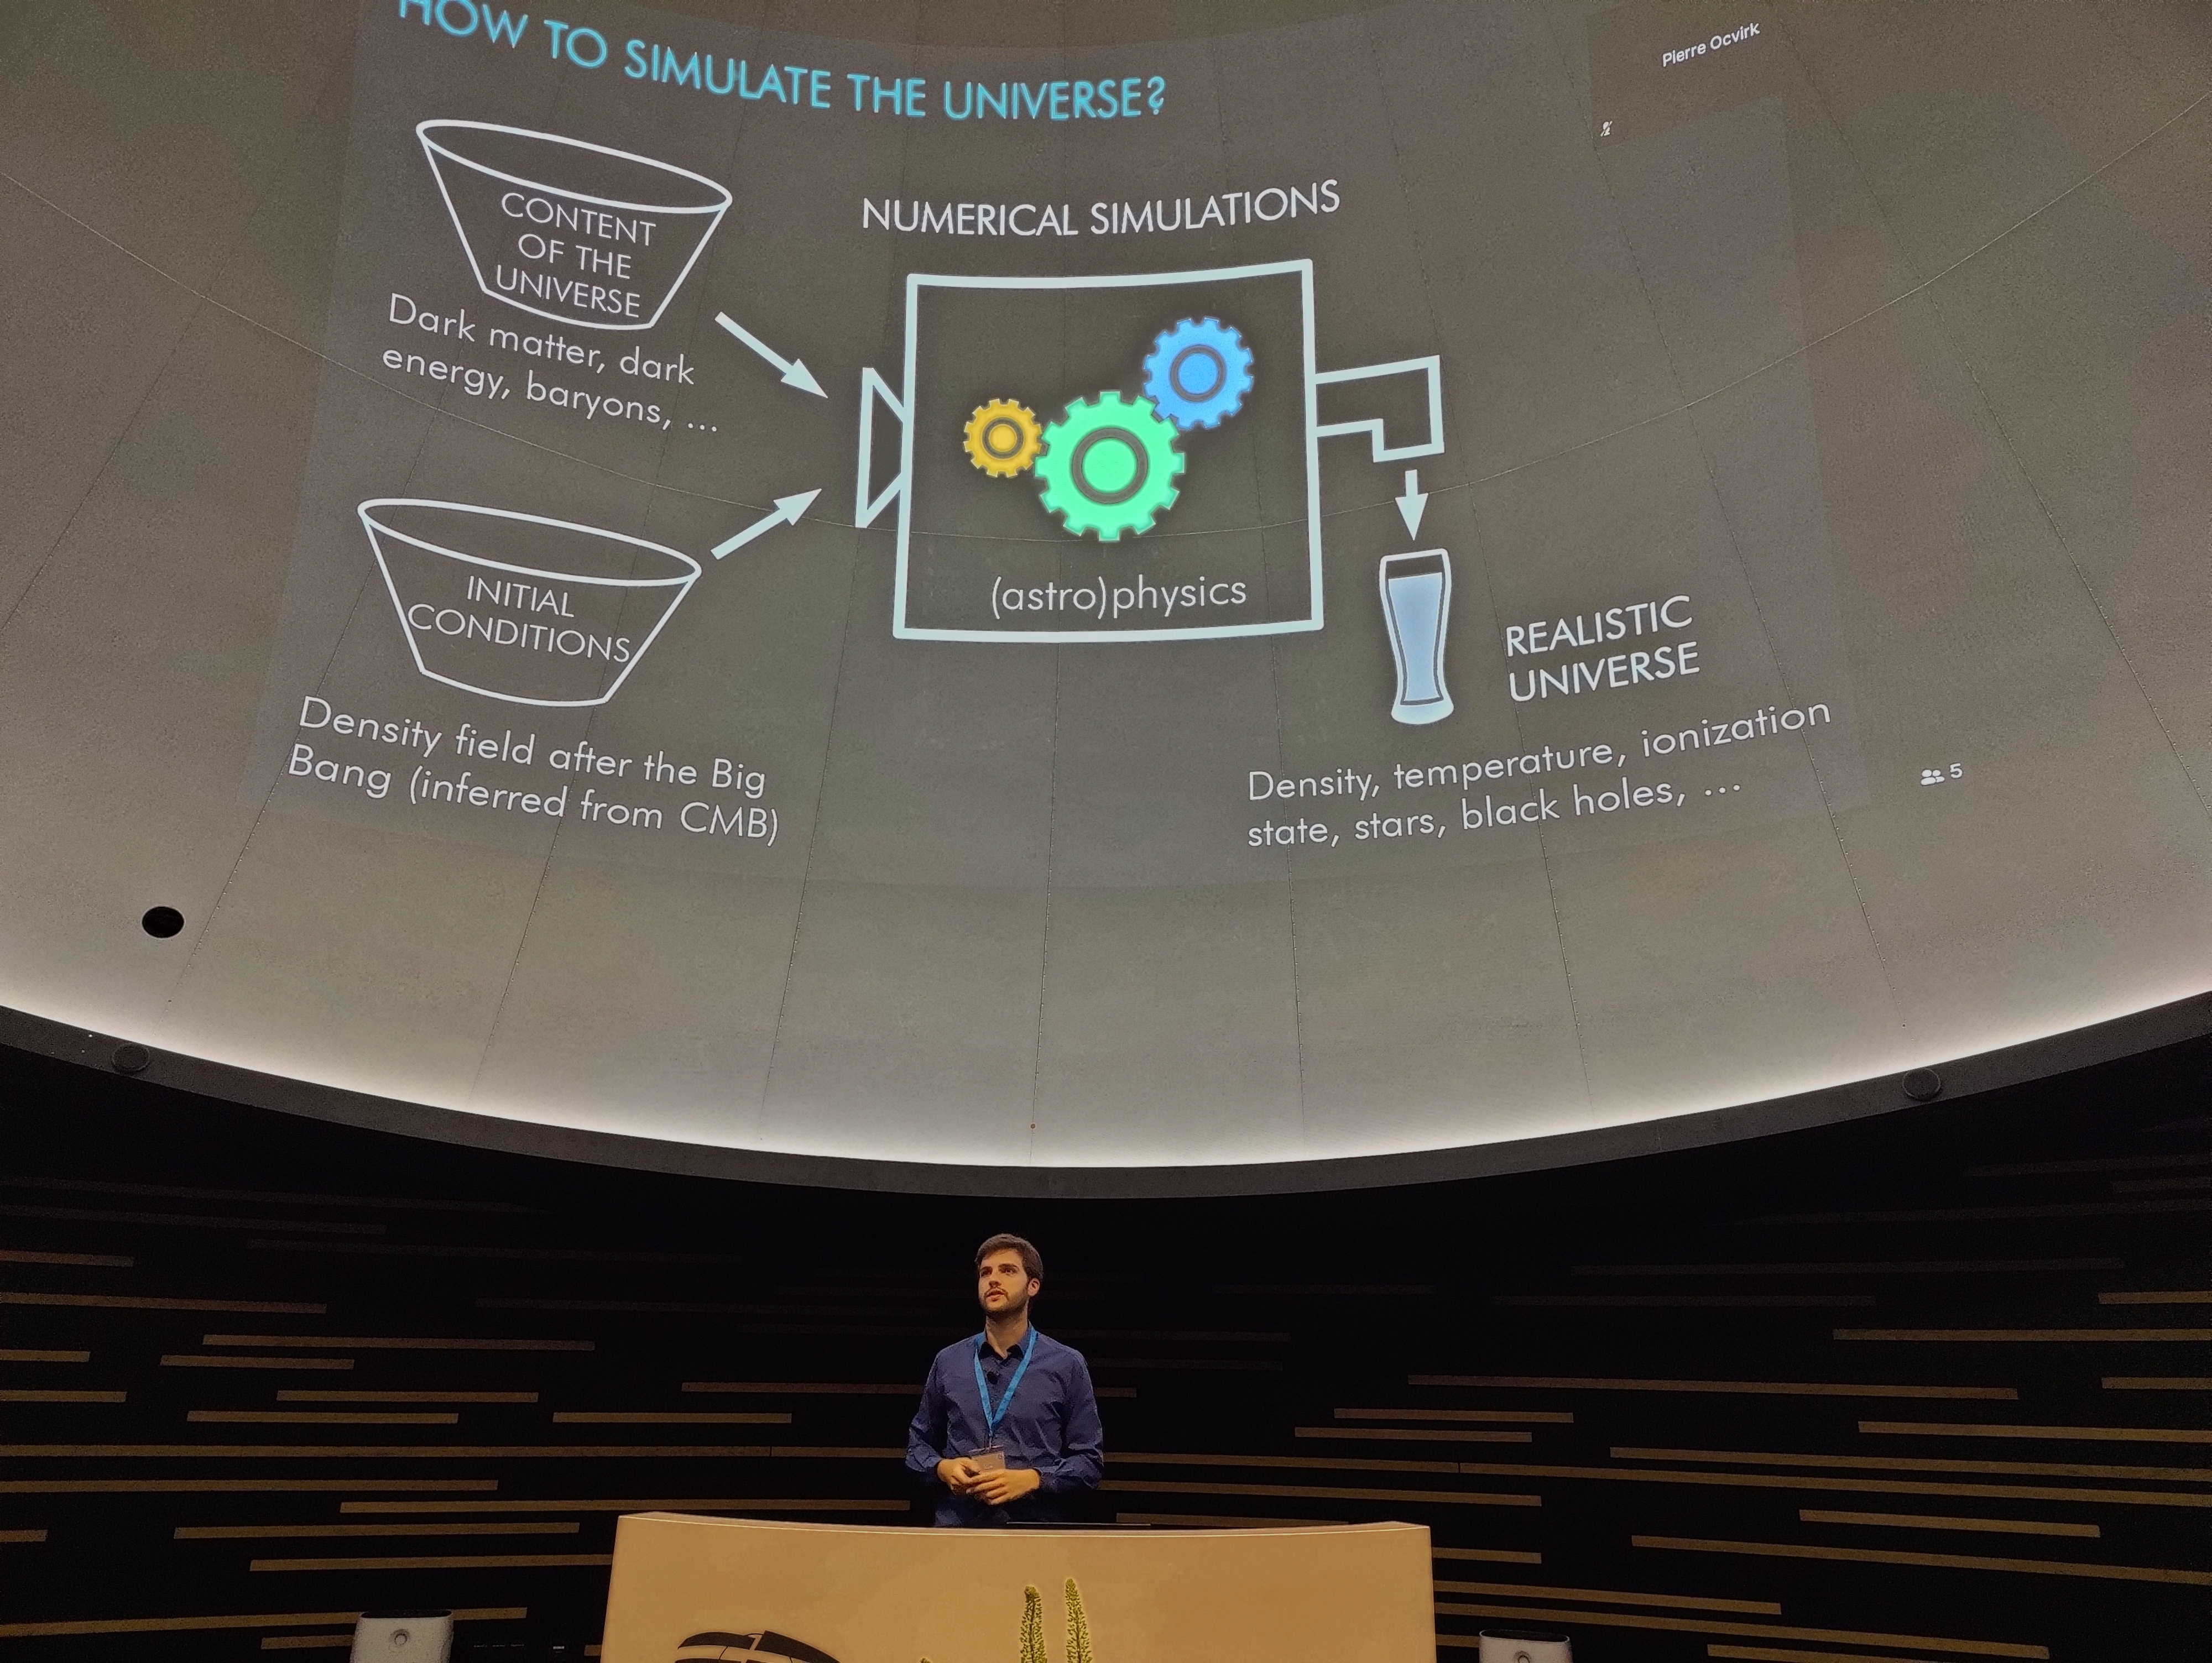 HOW TO SIMULATE THE UNIVERSE?
Pierre Ocvirk
CONTENT
OF THE
UNIVERSE
Dark matter, dark
energy, baryons, ...
INITIAL
CONDITIONS
Density field after the Big
Bang (inferred from CMB)
NUMERICAL SIMULATIONS
(astro)physics
REALISTIC
UNIVERSE
Density, temperature, ionization
state, stars, black holes, ...
5